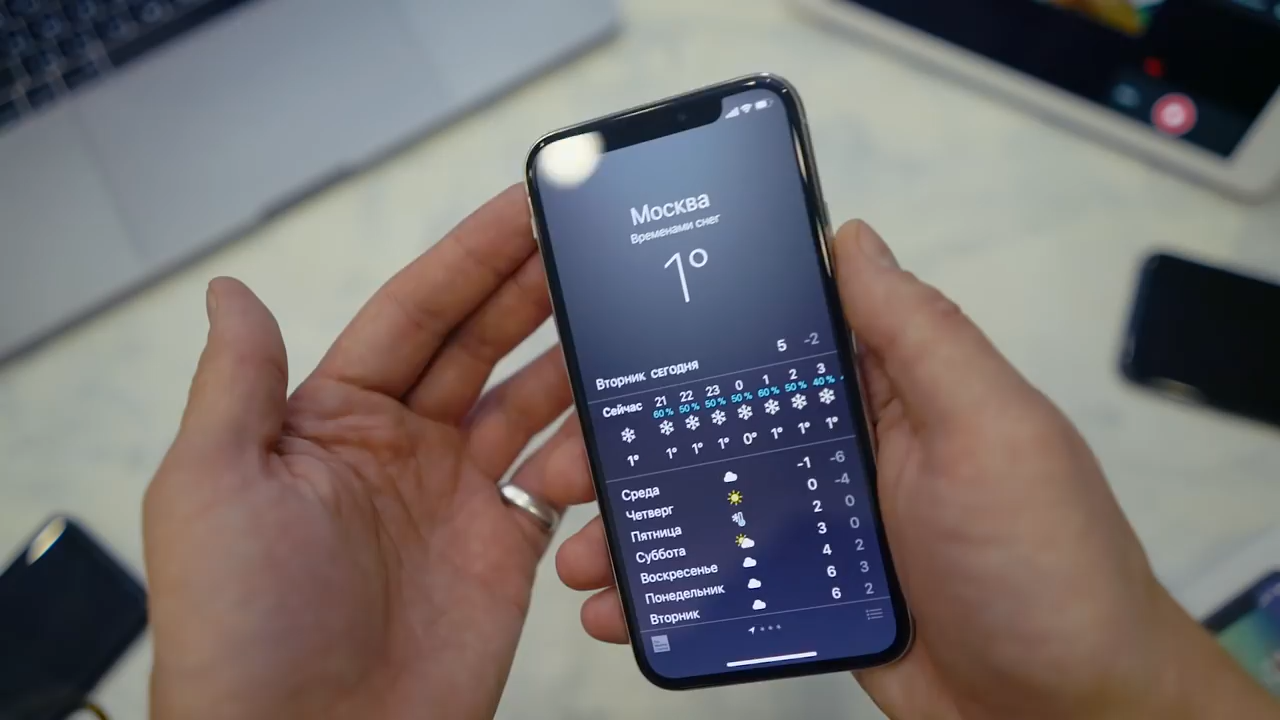 Москва
Временами снег
1°
Вторник СЕГОДНЯ 5 -2
Сейчас 21 22 23 0 1 2 3
60% 50% 50% 50% 60% 50% 40%
1° 1° 1° 1° 0° 1° 1° 1°
Среда -1 -6
Четверг 0 -4
Пятница 2 0
Суббота 3 0
Воскресенье 4 2
Понедельник 6 3
Вторник 6 2